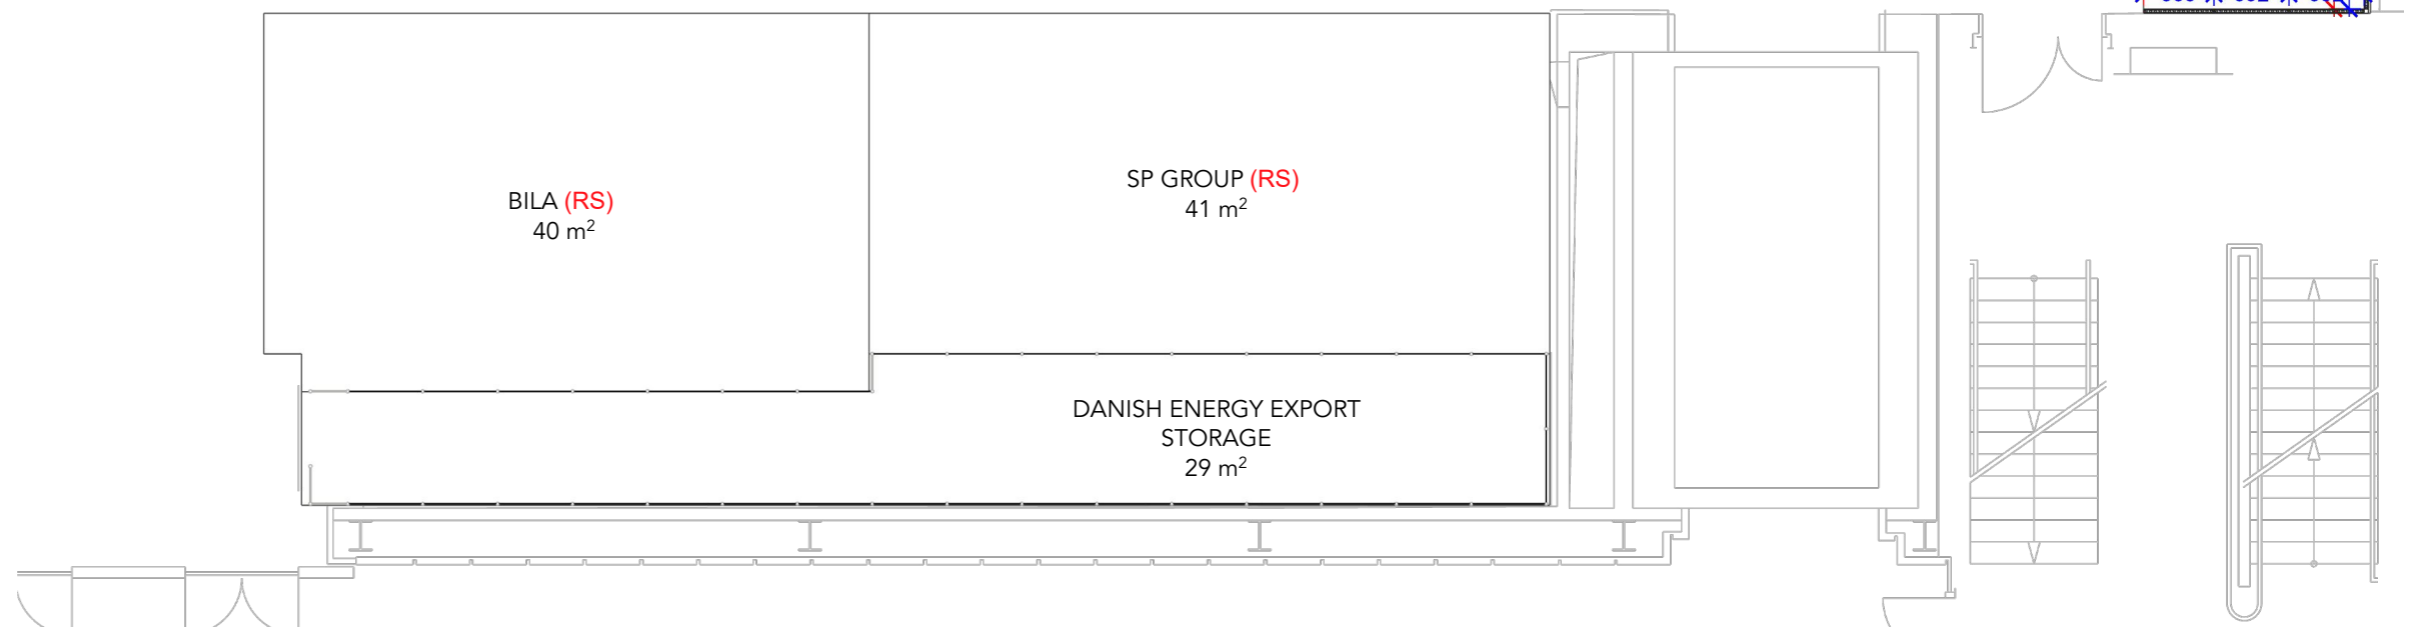 BILA (RS)
40 m²
SP GROUP (RS)
41 m²
DANISH ENERGY EXPORT
STORAGE
29 m²